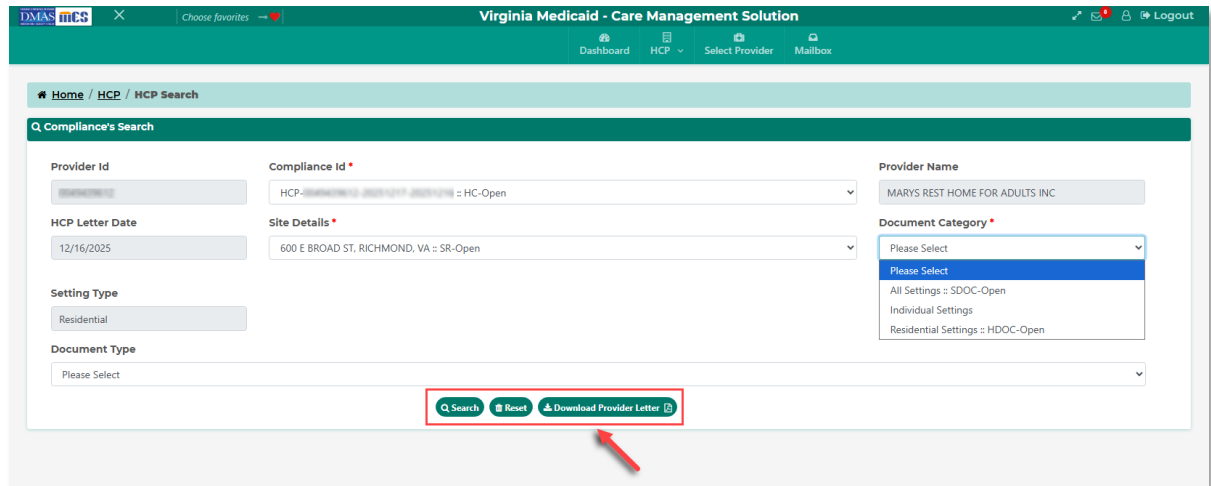 DMAS MCS
Choose favorites
Virginia Medicaid - Care Management Solution
Logout
Dashboard
HCP
Select Provider
Mailbox
Home / HCP / HCP Search
Compliance's Search
Provider Id
Compliance Id *
Provider Name
HCP- :: HC-Open
MARYS REST HOME FOR ADULTS INC
HCP Letter Date
Site Details *
Document Category *
12/16/2025
600 E BROAD ST, RICHMOND, VA :: SR-Open
Please Select
Please Select
All Settings :: SDOC-Open
Individual Settings
Residential Settings :: HDOC-Open
Setting Type
Residential
Document Type
Please Select
Search
Reset
Download Provider Letter